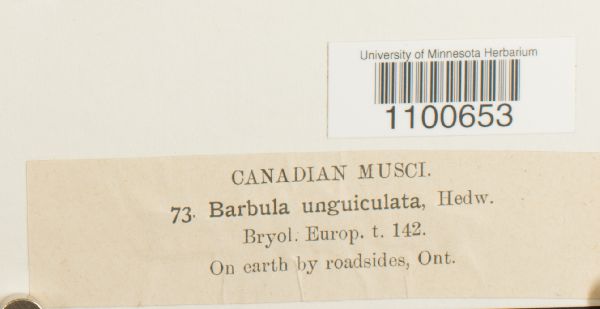 University of Minnesota Herbarium
1100653
CANADIAN MUSCI.
73. Barbula unguiculata, Hedw.
Bryol. Europ. t. 142.
On earth by roadsides, Ont.